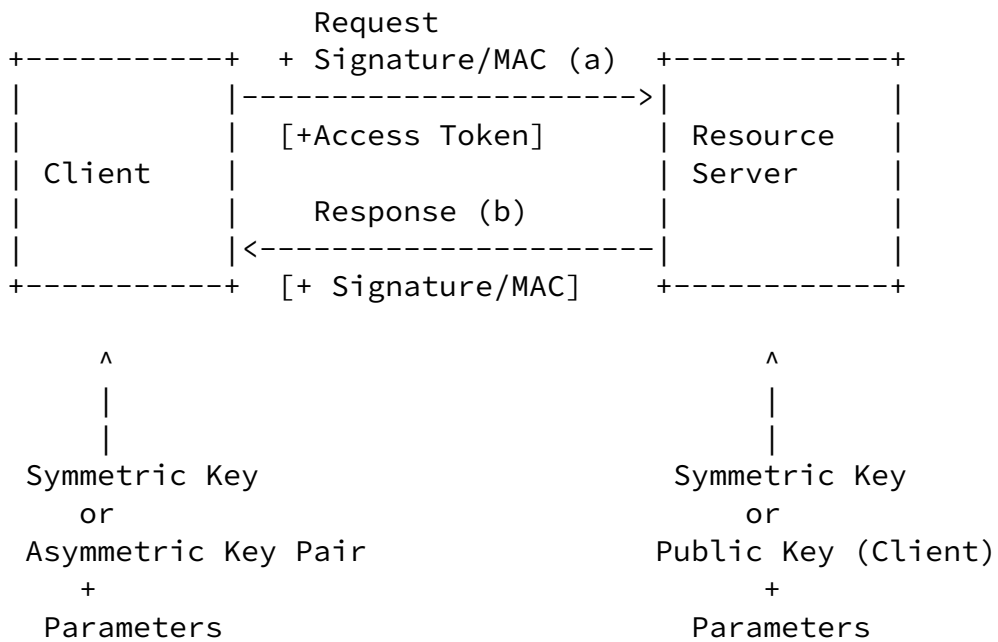 Request
+-----------+  + Signature/MAC (a)  +------------+
|           |---------------------->|            |
|           |  [+Access Token]      | Resource   |
| Client    |                       | Server     |
|           |    Response (b)       |            |
|           |<----------------------|            |
+-----------+  [+ Signature/MAC]    +------------+
     ^                                    ^
     |                                    |
     |                                    |
 Symmetric Key                       Symmetric Key
    or                                   or
 Asymmetric Key Pair                Public Key (Client)
    +                                     +
  Parameters                          Parameters